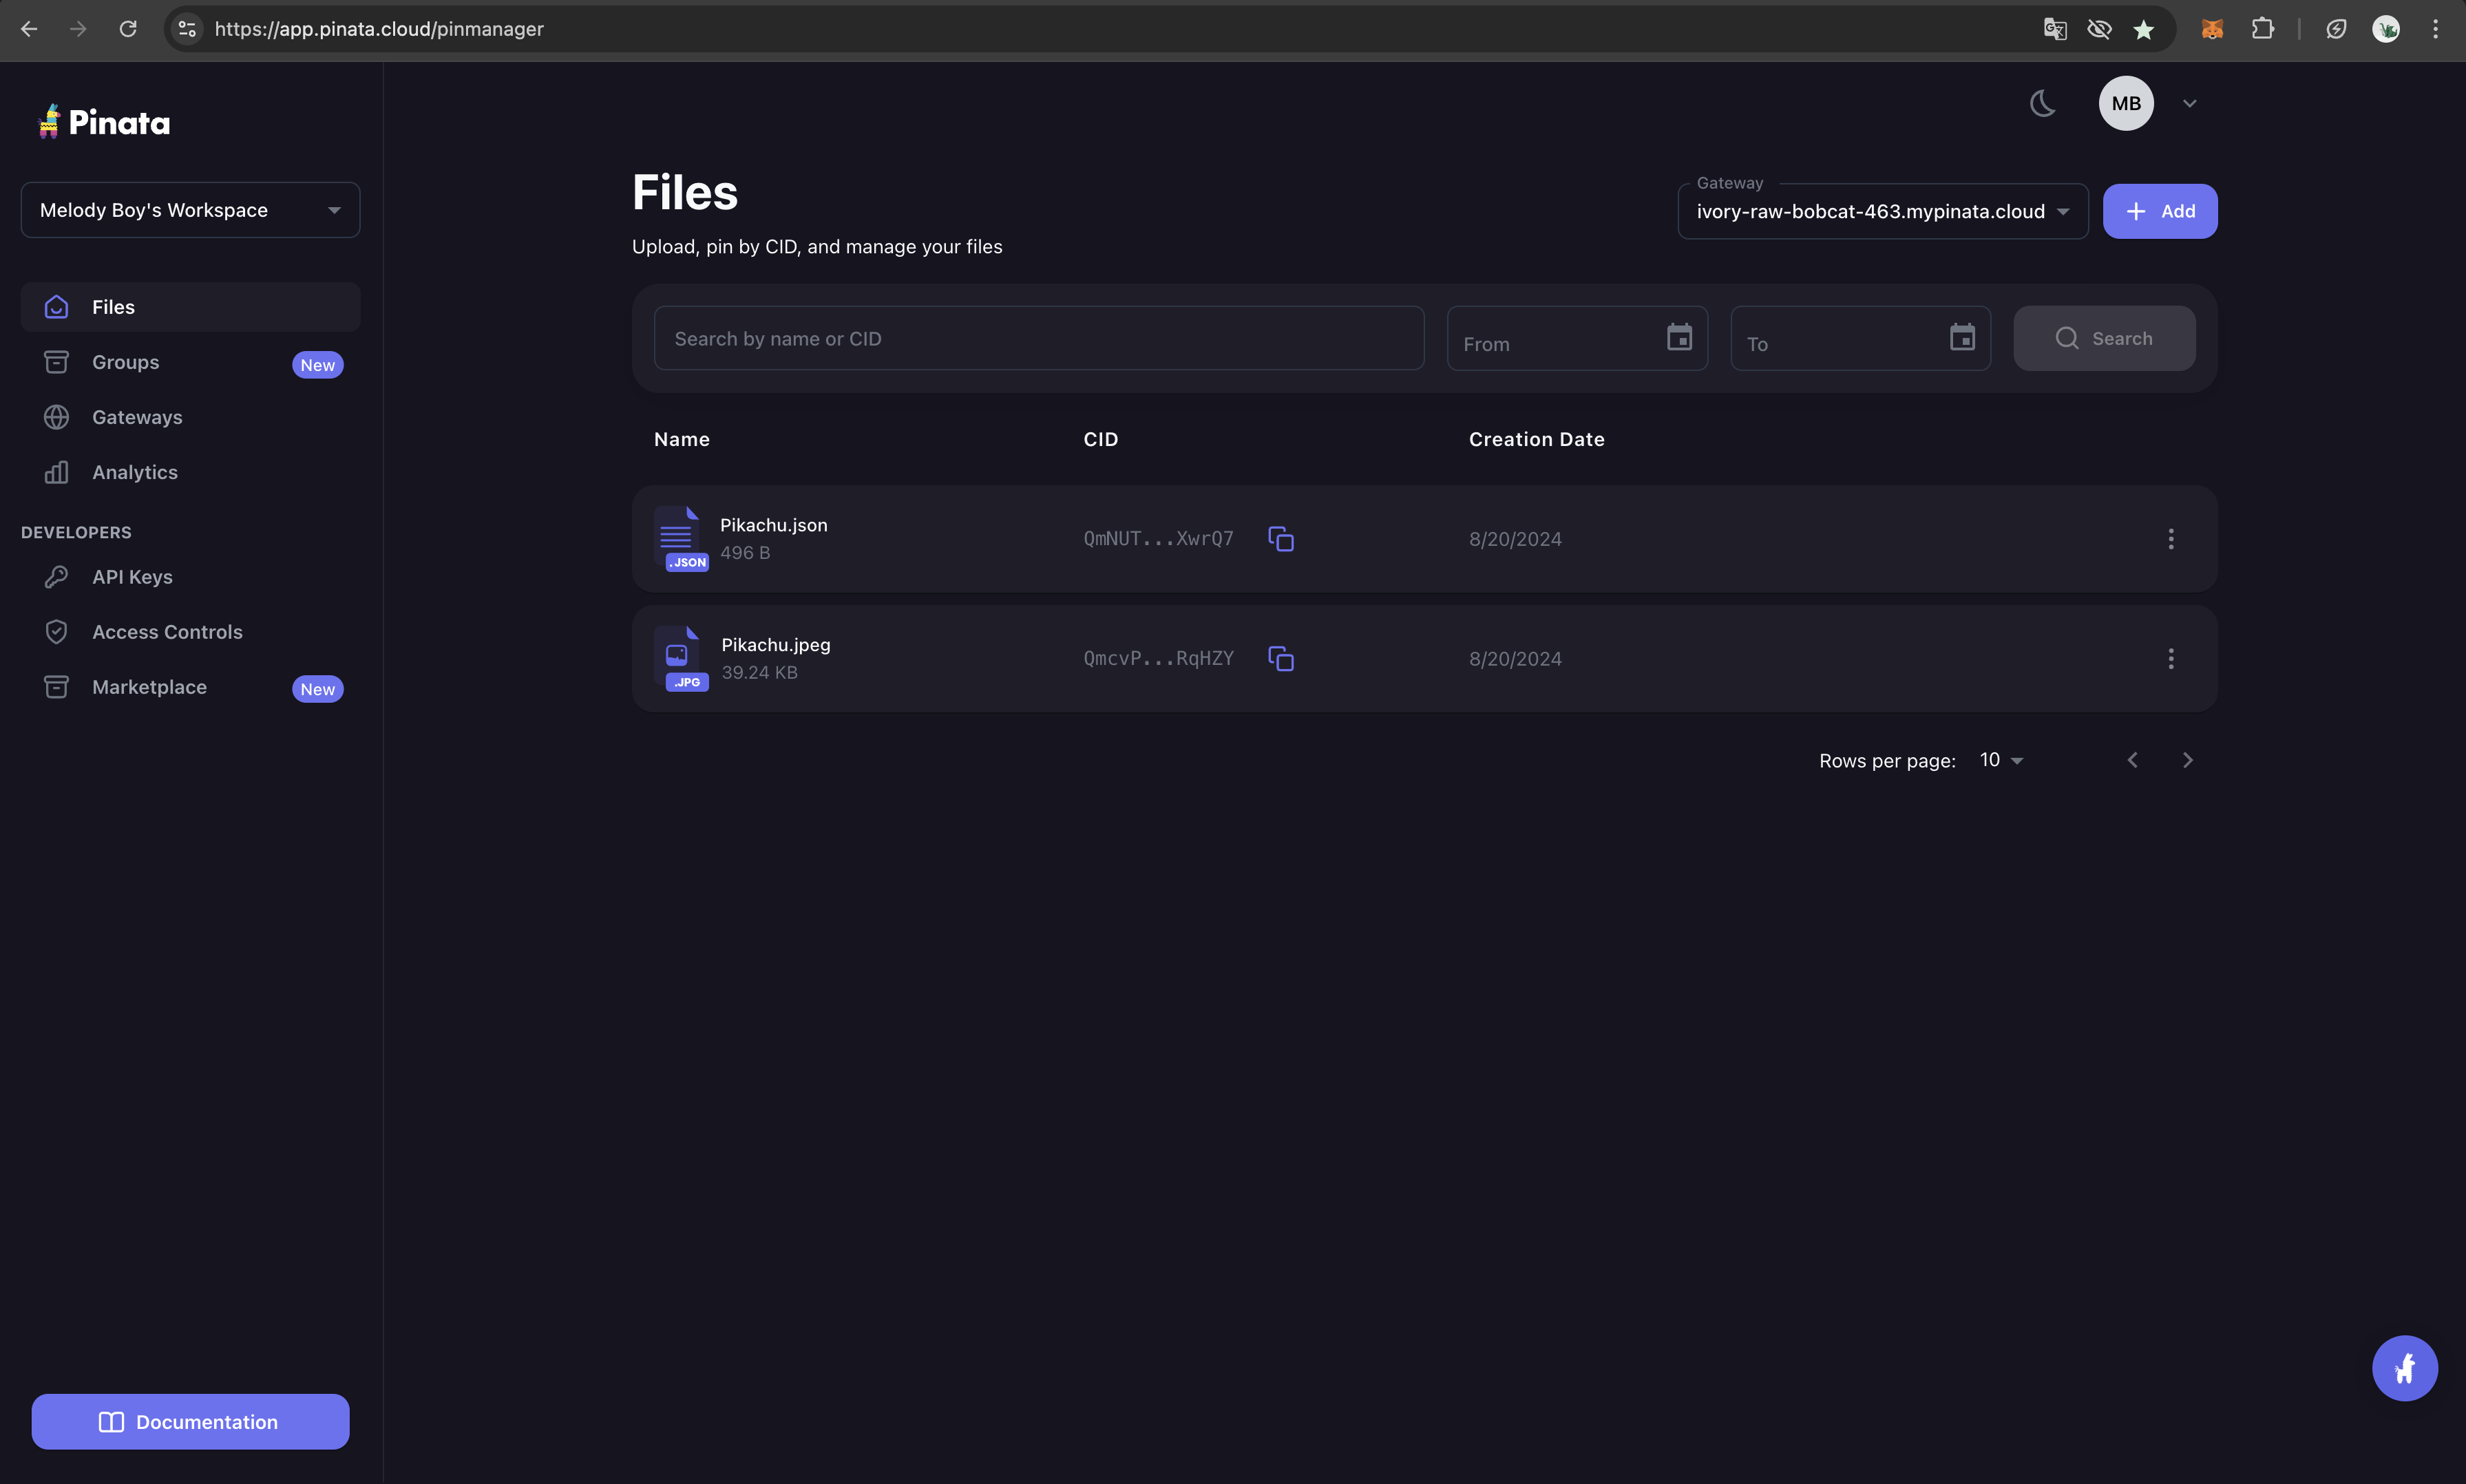 https://app.pinata.cloud/pinmanager
Pinata
Melody Boy's Workspace
Files
Groups New
Gateways
Analytics
DEVELOPERS
API Keys
Access Controls
Marketplace New
Documentation
MB
Files
Upload, pin by CID, and manage your files
Gateway
ivory-raw-bobcat-463.mypinata.cloud
Add
Search by name or CID
From
To
Search
Name CID Creation Date
Pikachu.json
496 B
.JSON
QmNUT...XwrQ7
8/20/2024
Pikachu.jpeg
39.24 KB
.JPG
QmcvP...RqHZY
8/20/2024
Rows per page: 10